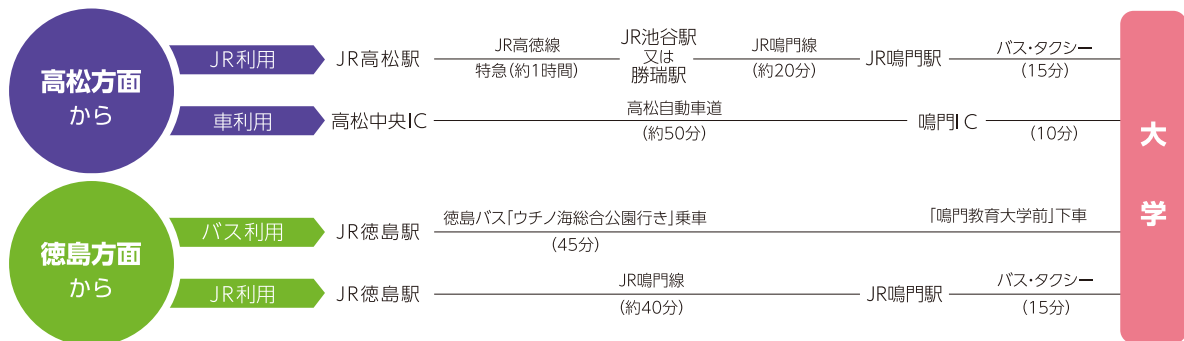 高松方面
から
JR利用
JR高松駅
JR高徳線
特急(約1時間)
JR池谷駅
又は
勝瑞駅
JR鳴門線
(約20分)
JR鳴門駅
バス・タクシー
(15分)
車利用
高松中央IC
高松自動車道
(約50分)
鳴門IC
(10分)
徳島方面
から
バス利用
JR徳島駅
徳島バス「ウチノ海総合公園行き」乗車
(45分)
「鳴門教育大学前」下車
JR利用
JR徳島駅
JR鳴門線
(約40分)
JR鳴門駅
バス・タクシー
(15分)
大学